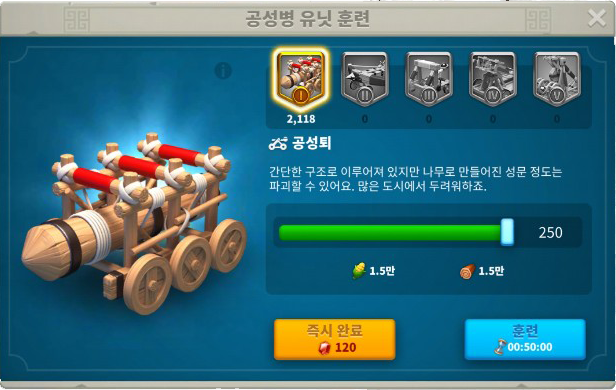 공성병 유닛 훈련
I II III IV V
2,118 0 0 0 0
공성퇴
간단한 구조로 이루어져 있지만 나무로 만들어진 성문 정도는
파괴할 수 있어요. 많은 도시에서 두려워하죠.
250
1.5만 1.5만
즉시 완료
120
훈련
00:50:00